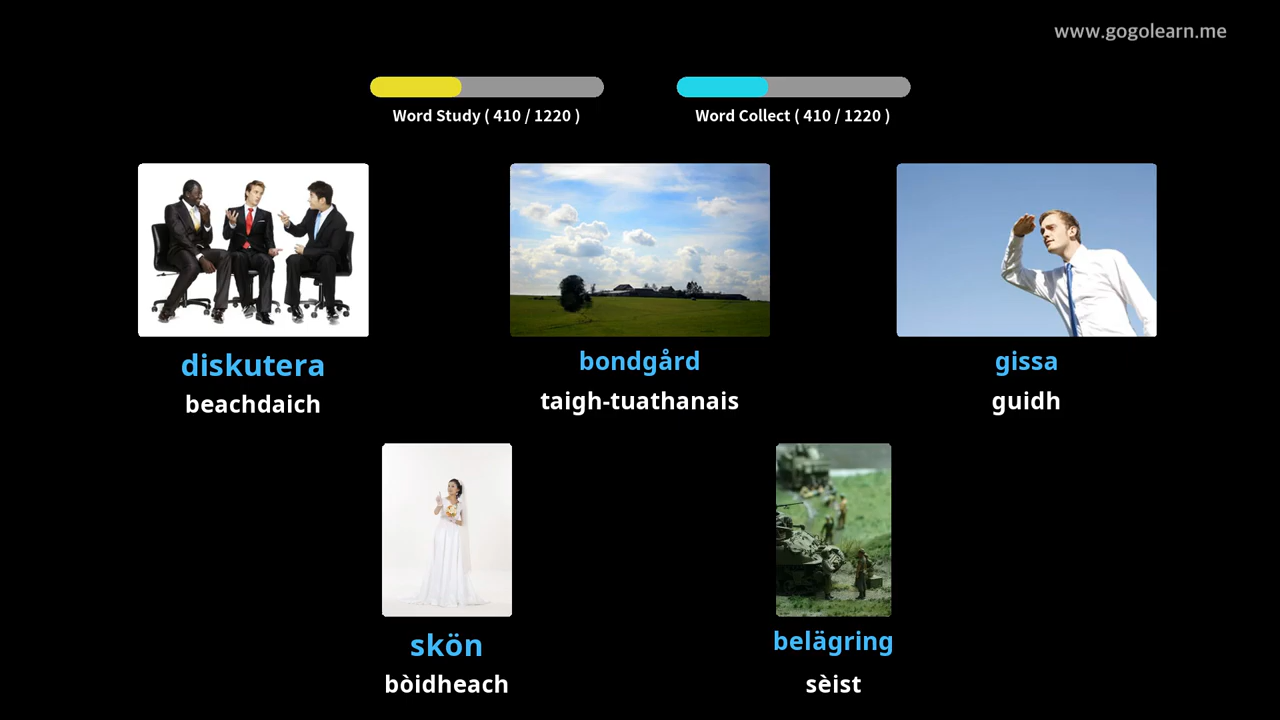 www.gogolearn.me
Word Study ( 410 / 1220 )
Word Collect ( 410 / 1220 )
diskutera
beachdaich
bondgård
taigh-tuathanais
gissa
guidh
skön
bòidheach
belägring
sèist